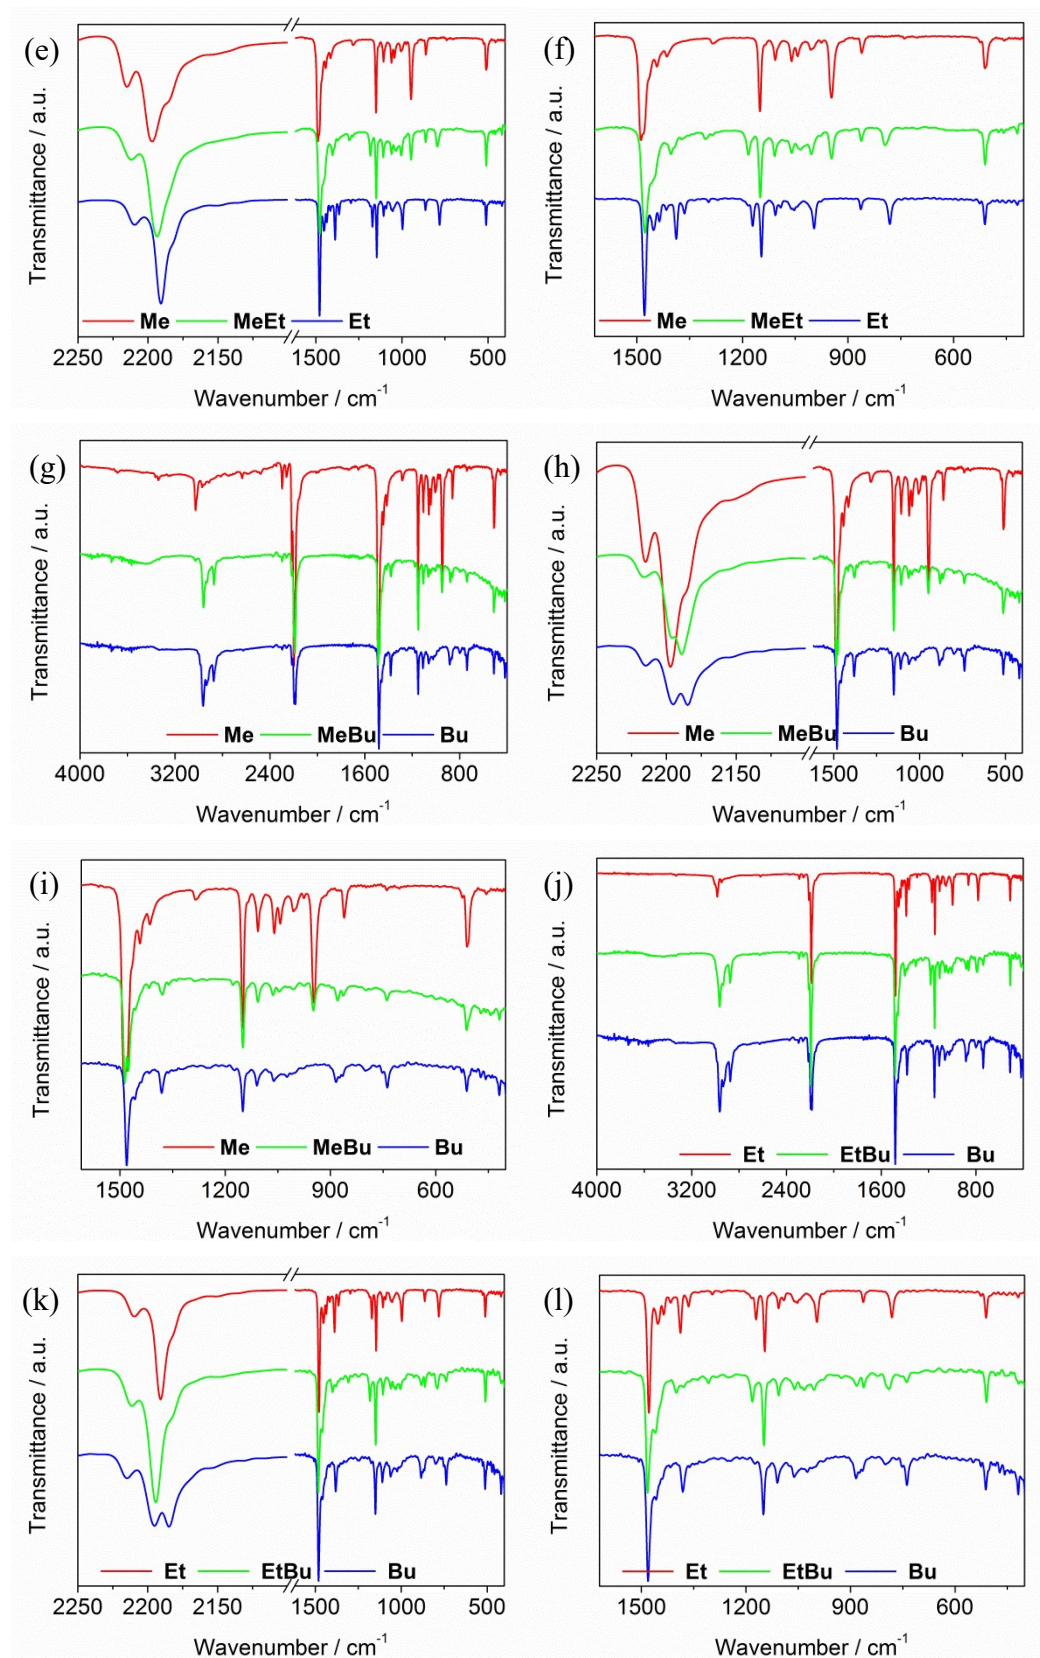 (e)
Transmittance / a.u.
Me MeEt Et
2250 2200 2150 1500 1000 500
Wavenumber / cm⁻¹
(f)
Transmittance / a.u.
Me MeEt Et
1500 1200 900 600
Wavenumber / cm⁻¹
(g)
Transmittance / a.u.
Me MeBu Bu
4000 3200 2400 1600 800
Wavenumber / cm⁻¹
(h)
Transmittance / a.u.
Me MeBu Bu
2250 2200 2150 1500 1000 500
Wavenumber / cm⁻¹
(i)
Transmittance / a.u.
Me MeBu Bu
1500 1200 900 600
Wavenumber / cm⁻¹
(j)
Transmittance / a.u.
Et EtBu Bu
4000 3200 2400 1600 800
Wavenumber / cm⁻¹
(k)
Transmittance / a.u.
Et EtBu Bu
2250 2200 2150 1500 1000 500
Wavenumber / cm⁻¹
(l)
Transmittance / a.u.
Et EtBu Bu
1500 1200 900 600
Wavenumber / cm⁻¹